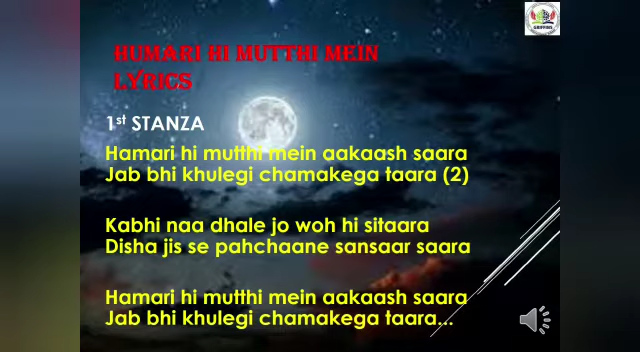 GRIFFINS
HUMARI HI MUTTHI MEIN
LYRICS
1st STANZA
Hamari hi mutthi mein aakaash saara
Jab bhi khulegi chamakega taara (2)
Kabhi naa dhale jo woh hi sitaara
Disha jis se pahchaane sansaar saara
Hamari hi mutthi mein aakaash saara
Jab bhi khulegi chamakega taara...